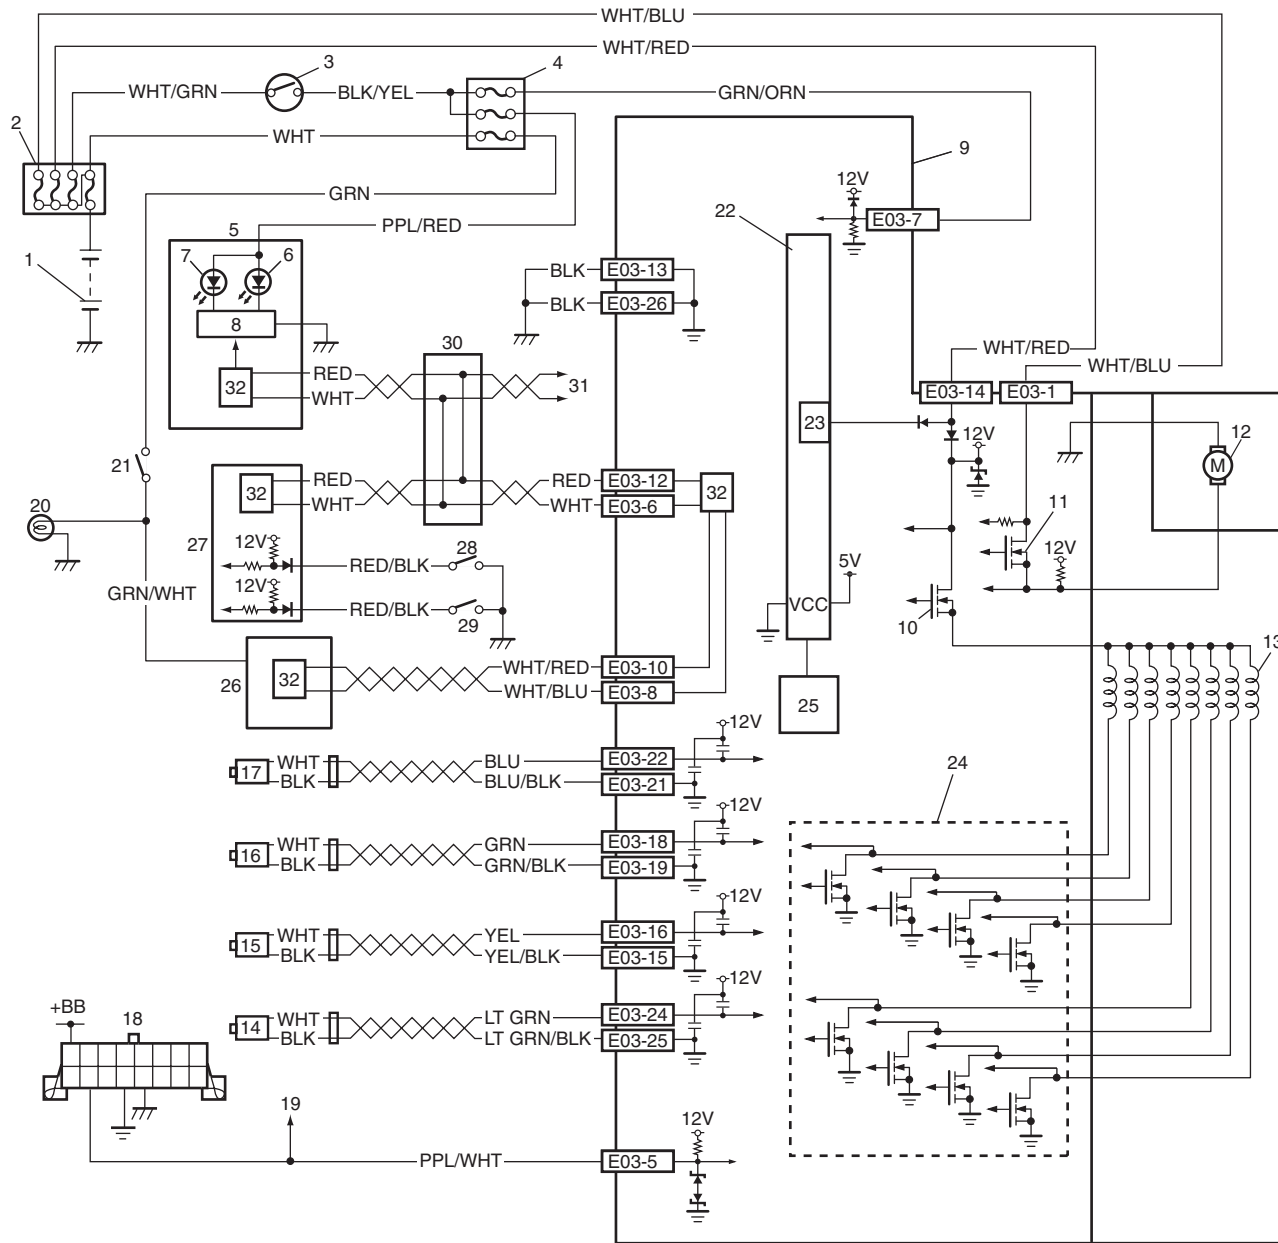 WHT/BLU
WHT/RED
3
4
WHT/GRN
BLK/YEL
GRN/ORN
2
WHT
9
12V
GRN
22
E03-7
PPL/RED
5
7
6
1
BLK
E03-13
BLK
E03-26
8
30
WHT/RED
WHT/BLU
32
RED
WHT
31
E03-14
E03-1
23
12V
12
M
21
20
32
RED
WHT
RED
WHT
E03-12
E03-6
32
11
27
12V
28
RED/BLK
12V
5V
12V
GRN/WHT
RED/BLK
29
VCC
10
13
26
32
WHT/RED
WHT/BLU
E03-10
E03-8
25
12V
17
WHT
BLK
BLU
BLU/BLK
E03-22
E03-21
24
12V
16
WHT
BLK
GRN
GRN/BLK
E03-18
E03-19
12V
15
WHT
BLK
YEL
YEL/BLK
E03-16
E03-15
12V
+BB
18
14
WHT
BLK
LT GRN
LT GRN/BLK
E03-24
E03-25
19
12V
PPL/WHT
E03-5